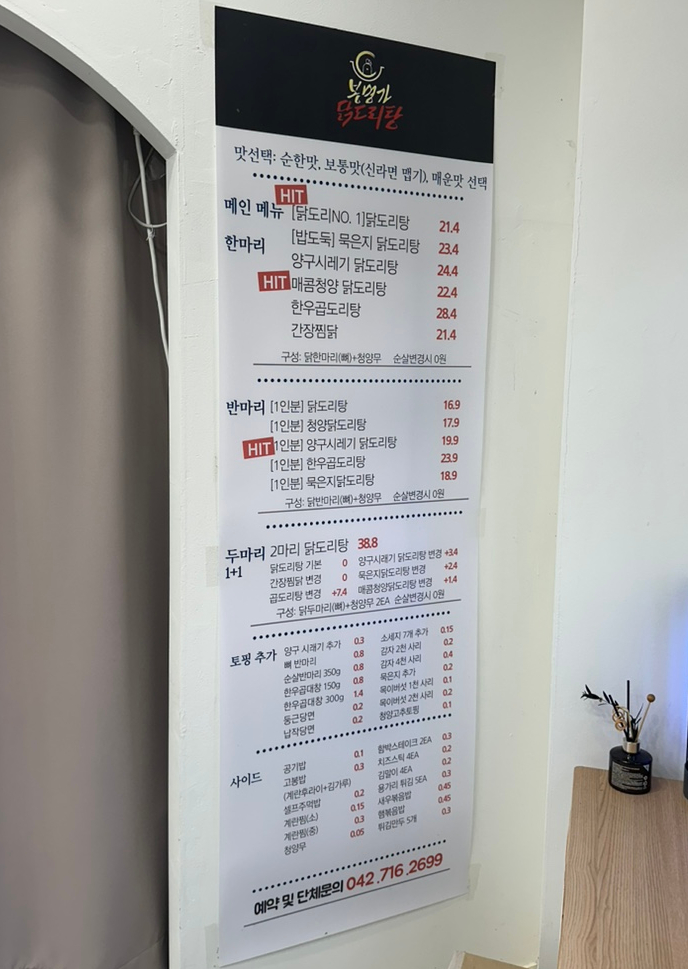 본명가
닭도리탕
맛선택: 순한맛, 보통맛(신라면 맵기), 매운맛 선택
HIT
메인 메뉴 [닭도리NO. 1]닭도리탕 21.4
한마리 [밥도둑] 묵은지 닭도리탕 23.4
양구시레기 닭도리탕 24.4
HIT 매콤청양 닭도리탕 22.4
한우곱도리탕 28.4
간장찜닭 21.4
구성: 닭한마리(뼈)+청양무 순살변경시 0원
반마리 [1인분] 닭도리탕 16.9
[1인분] 청양닭도리탕 17.9
HIT 1인분] 양구시레기 닭도리탕 19.9
[1인분] 한우곱도리탕 23.9
[1인분] 묵은지닭도리탕 18.9
구성: 닭반마리(뼈)+청양무 순살변경시 0원
두마리 2마리 닭도리탕 38.8
1+1 닭도리탕 기본 0 양구시래기 닭도리탕 변경 +3.4
간장찜닭 변경 0 묵은지닭도리탕 변경 +2.4
곱도리탕 변경 +7.4 매콤청양닭도리탕 변경 +1.4
구성: 닭두마리(뼈)+청양무 2EA 순살변경시 0원
토핑 추가 양구 시래기 추가 0.3 소세지 7개 추가 0.15
뼈 반마리 0.8 감자 2천 사리 0.2
순살반마리 350g 0.8 감자 4천 사리 0.4
한우곱대창 150g 0.8 묵은지 추가 0.2
한우곱대창 300g 1.4 목이버섯 1천 사리 0.1
둥근당면 0.2 목이버섯 2천 사리 0.2
납작당면 0.2 청양고추토핑 0.1
사이드 공기밥 0.1 함박스테이크 2EA 0.3
고봉밥 0.3 치즈스틱 4EA 0.2
(계란후라이+김가루) 김말이 4EA 0.2
셀프주먹밥 0.2 용가리 튀김 5EA 0.3
계란찜(소) 0.15 새우볶음밥 0.45
계란찜(중) 0.3 햄볶음밥 0.45
청양무 0.05 튀김만두 5개 0.3
예약 및 단체문의 042.716.2699